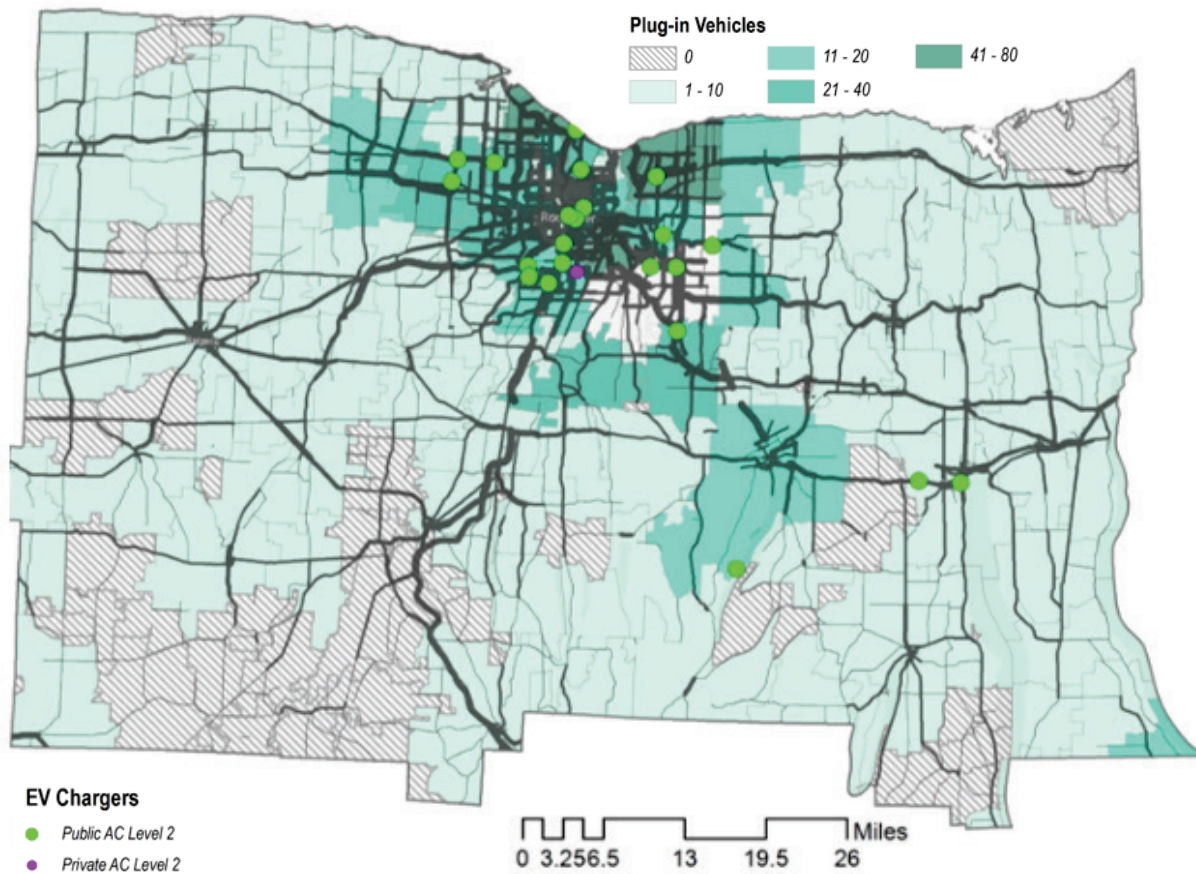 Plug-in Vehicles
0
11 - 20
41 - 80
1 - 10
21 - 40
EV Chargers
Public AC Level 2
Private AC Level 2
Miles
0 3.25 6.5 13 19.5 26